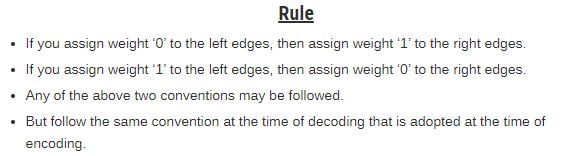 Rule
• If you assign weight ‘0’ to the left edges, then assign weight ‘1’ to the right edges.
• If you assign weight ‘1’ to the left edges, then assign weight ‘0’ to the right edges.
• Any of the above two conventions may be followed.
• But follow the same convention at the time of decoding that is adopted at the time of
encoding.